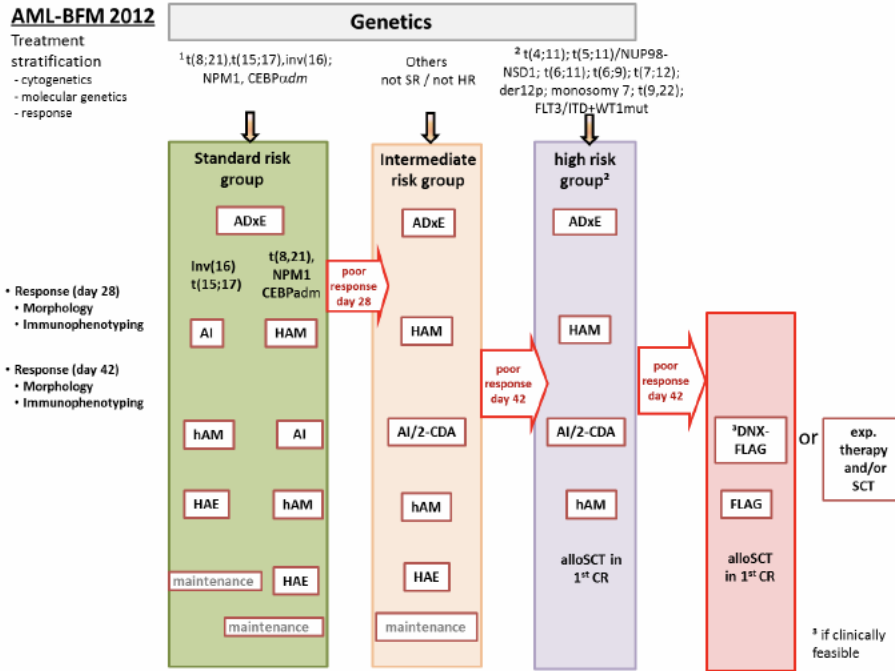 AML-BFM 2012
Treatment
stratification
- cytogenetics
- molecular genetics
- response
Genetics
¹t(8;21),t(15;17),inv(16);
NPM1, CEBPαdm
Others
not SR / not HR
² t(4;11); t(5;11)/NUP98-
NSD1; t(6;11); t(6;9); t(7;12);
der12p; monosomy 7; t(9,22);
FLT3/ITD+WT1mut
Standard risk
group
Intermediate
risk group
high risk
group²
ADxE
ADxE
ADxE
Inv(16)
t(15;17)
t(8,21),
NPM1
CEBPadm
poor
response
day 28
• Response (day 28)
• Morphology
• Immunophenotyping
AI
HAM
HAM
HAM
• Response (day 42)
• Morphology
• Immunophenotyping
poor
response
day 42
poor
response
day 42
hAM
AI
AI/2-CDA
AI/2-CDA
³DNX-
FLAG
or
exp.
therapy
and/or
SCT
HAE
hAM
hAM
hAM
FLAG
maintenance
HAE
HAE
alloSCT in
1st CR
alloSCT
in 1st CR
maintenance
maintenance
³ if clinically
feasible